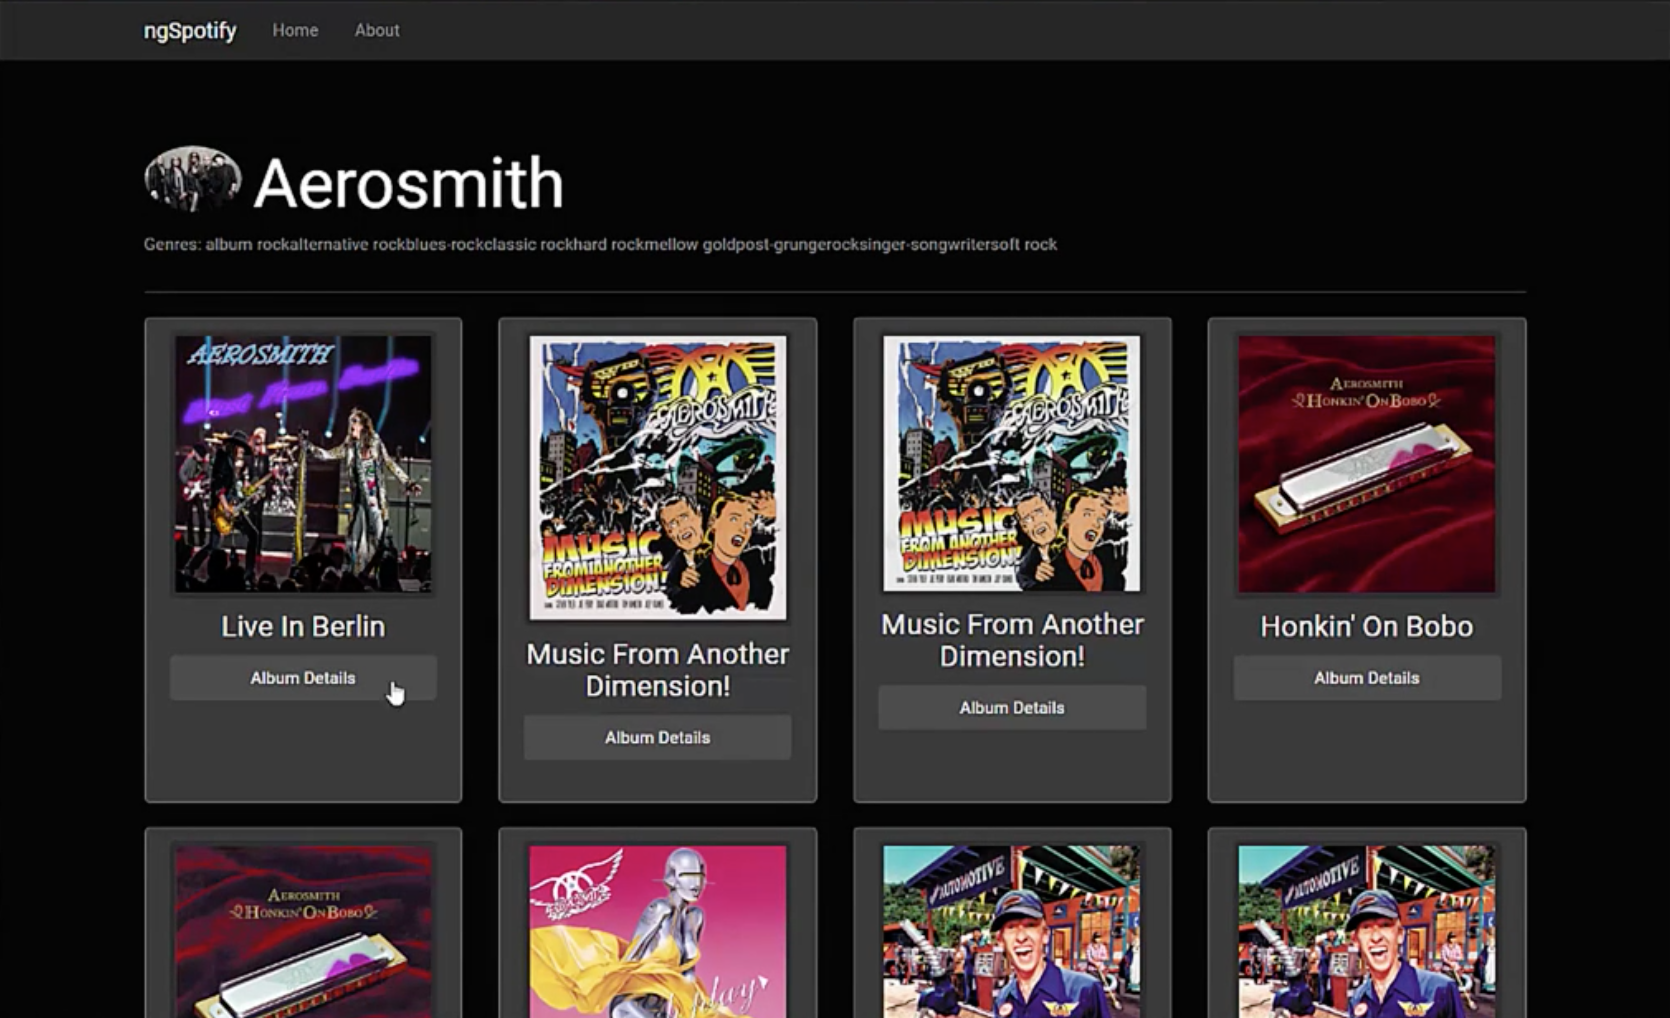 ngSpotify Home About
Aerosmith
Genres: album rockalternative rockblues-rockclassic rockhard rockmellow goldpost-grungerocksinger-songwritersoft rock
AEROSMITH
AEROSMITH
MUSIC
FROM ANOTHER
DIMENSION!
AEROSMITH
MUSIC
FROM ANOTHER
DIMENSION!
AEROSMITH
HONKIN' ON BOBO
Live In Berlin
Music From Another
Dimension!
Music From Another
Dimension!
Honkin' On Bobo
Album Details
Album Details
Album Details
Album Details
AEROSMITH
HONKIN' ON BOBO
play
AUTOMOTIVE
AUTOMOTIVE